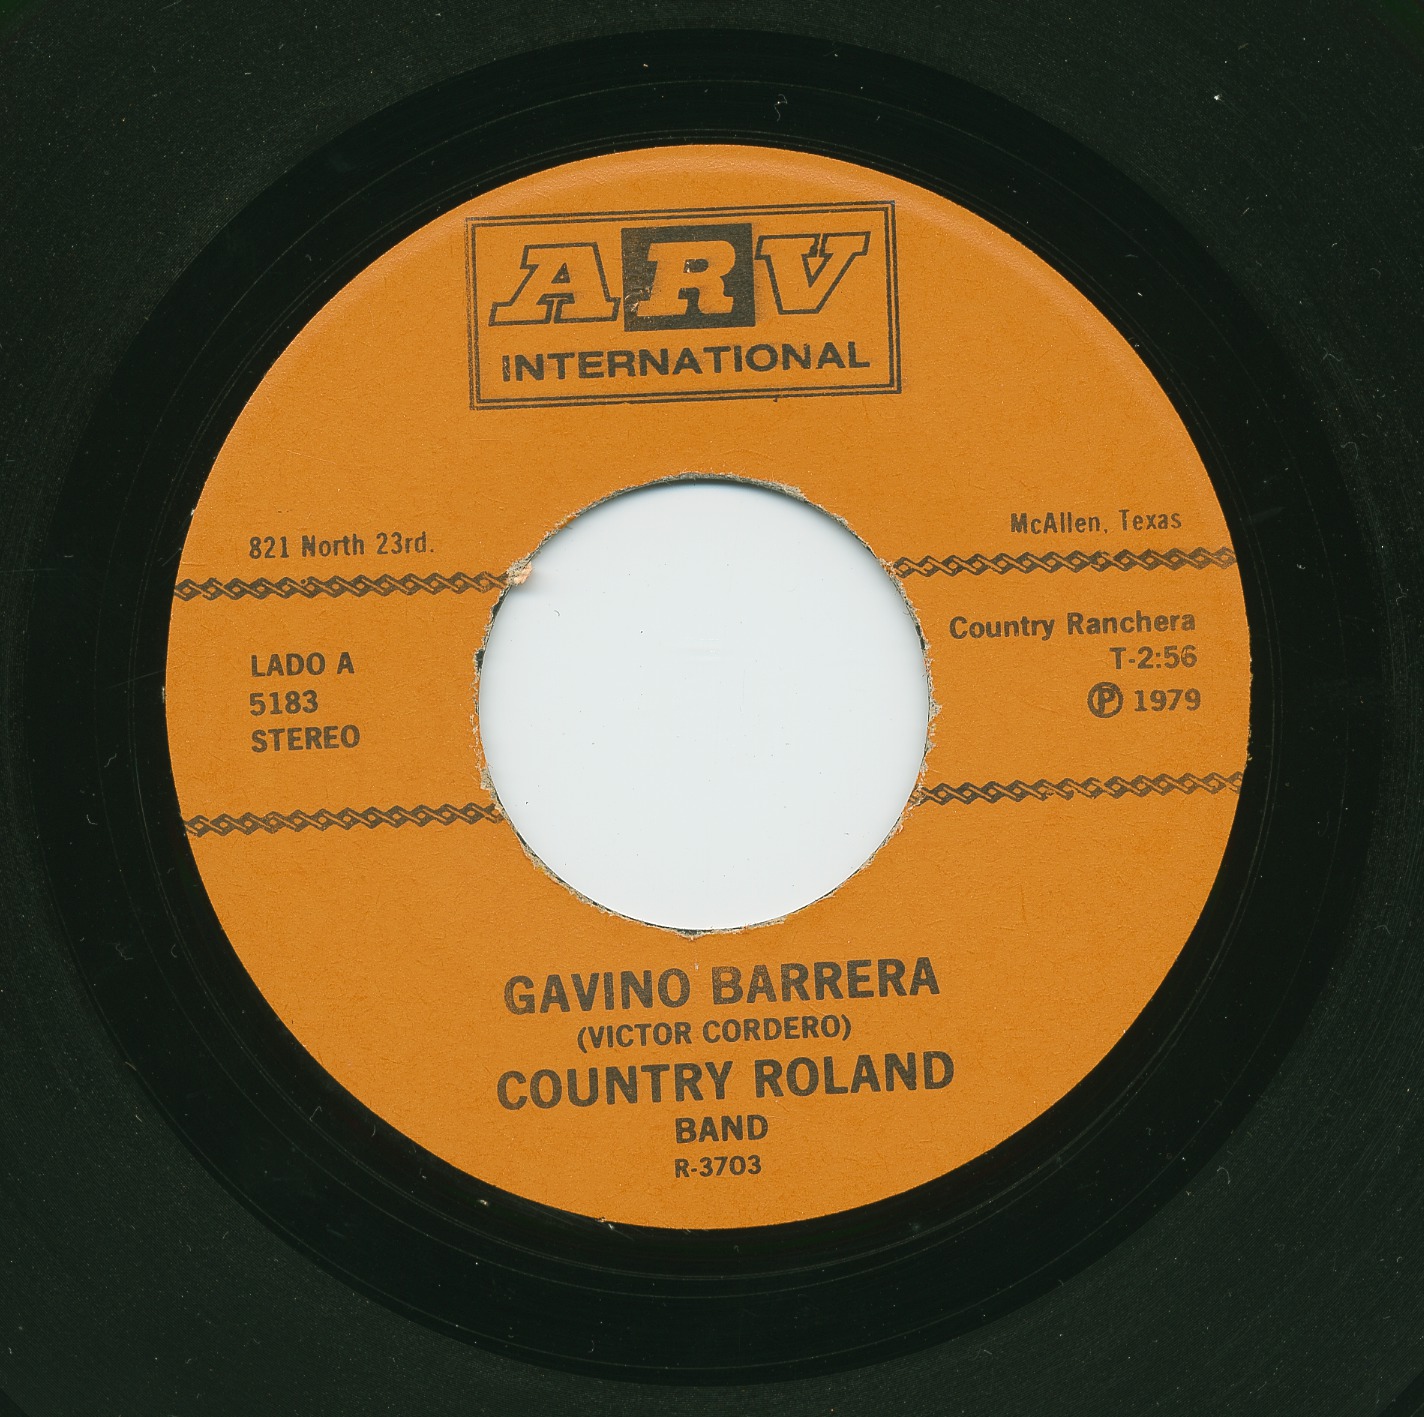 ARV
INTERNATIONAL
821 North 23rd.
McAllen, Texas
LADO A
5183
STEREO
Country Ranchera
T-2:56
Ⓟ 1979
GAVINO BARRERA
(VICTOR CORDERO)
COUNTRY ROLAND
BAND
R-3703